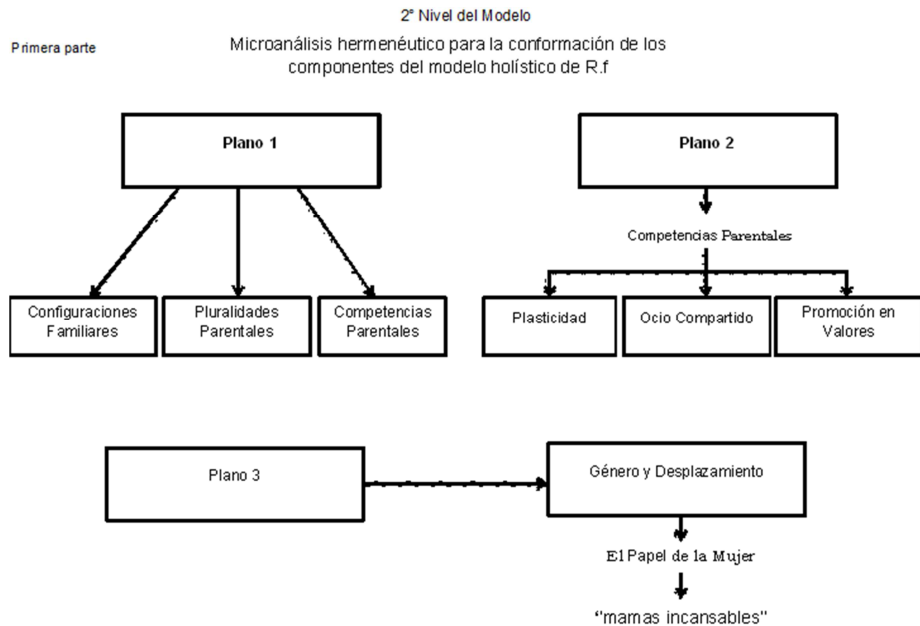 2° Nivel del Modelo
Primera parte
Microanálisis hermenéutico para la conformación de los
componentes del modelo holístico de R.f
Plano 1
Plano 2
Competencias Parentales
Configuraciones
Familiares
Pluralidades
Parentales
Competencias
Parentales
Plasticidad
Ocio Compartido
Promoción en
Valores
Plano 3
Género y Desplazamiento
El Papel de la Mujer
"mamas incansables"